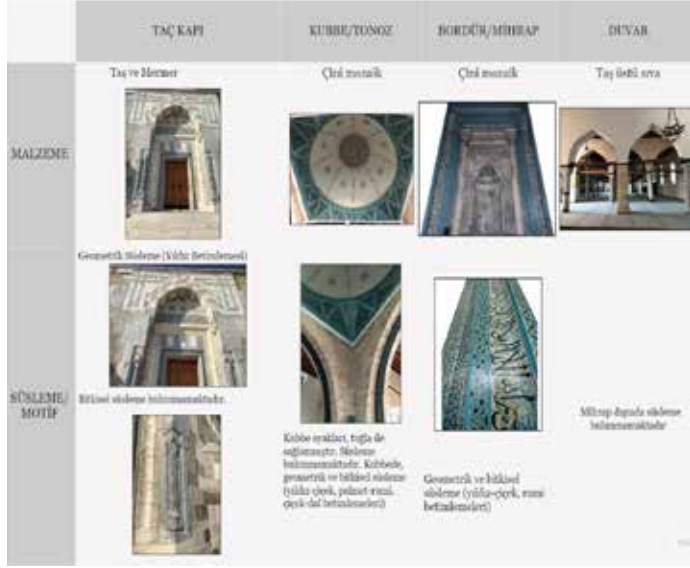 TAÇ KAPI
KUBBE/TONOZ
BORDÜR/MİHRAP
DUVAR
MALZEME
Taş ve Mermer
Çini mozaik
Çini mozaik
Taş üstü sıva
SÜSLEME/
MOTİF
Geometrik Süsleme (Yıldız Betimlemesi)
Bitkisel süsleme bulunmamaktadır.
Kubbe ayakları, tuğla ile
sağlanmıştır. Süsleme
bulunmamaktadır. Kubbede,
geometrik ve bitkisel süsleme
(yıldız-çiçek, palmet-rumi,
çiçek-dal betimlemeleri)
Geometrik ve bitkisel
süsleme (yıldız-çiçek, rumi
betimlemeleri)
Mihrap dışında süsleme
bulunmamaktadır